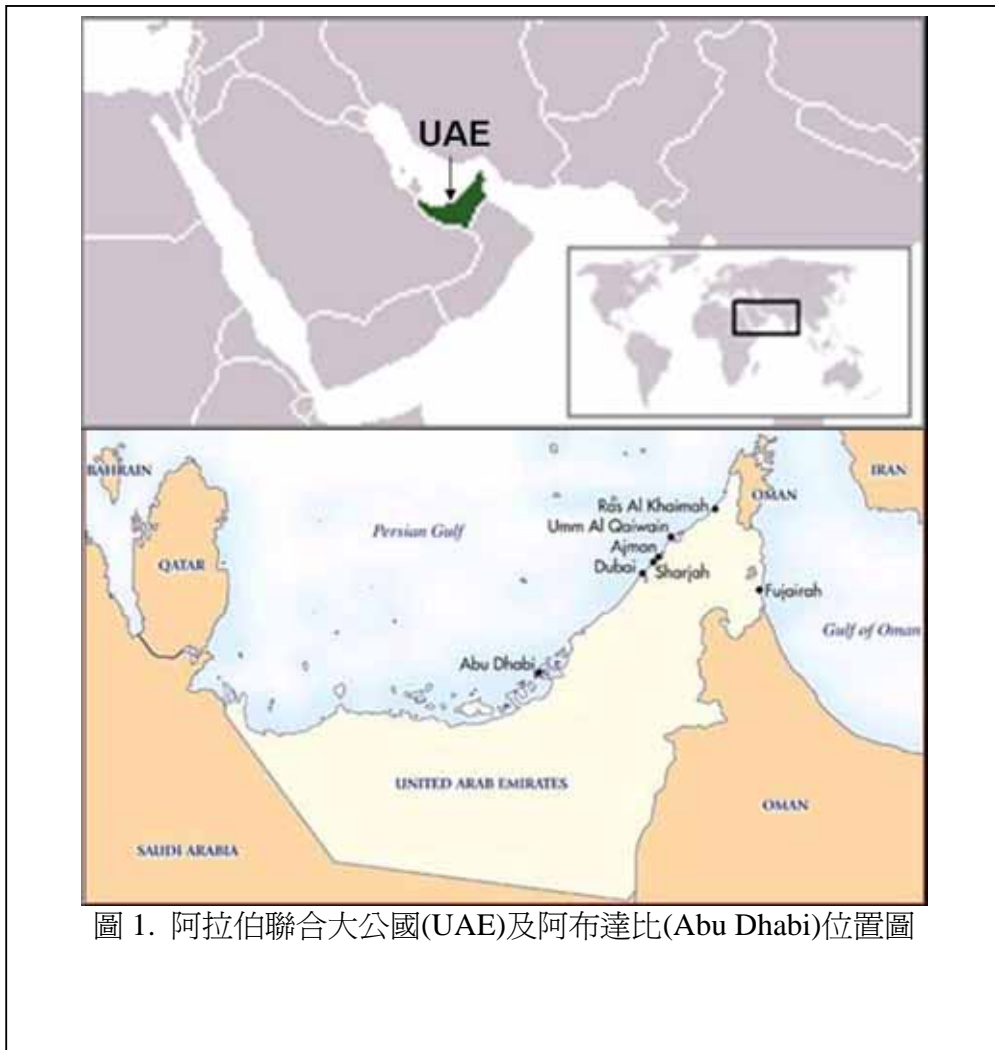 UAE
BAHRAIN
IRAN
OMAN
Râs Al Khaimah
Umm Al Qaiwain
Persian Gulf
Ajman
QATAR
Dubai
Sharjah
Fujairah
Gulf of Oman
Abu Dhabi
UNITED ARAB EMIRATES
OMAN
SAUDI ARABIA
圖 1. 阿拉伯聯合大公國(UAE)及阿布達比(Abu Dhabi)位置圖